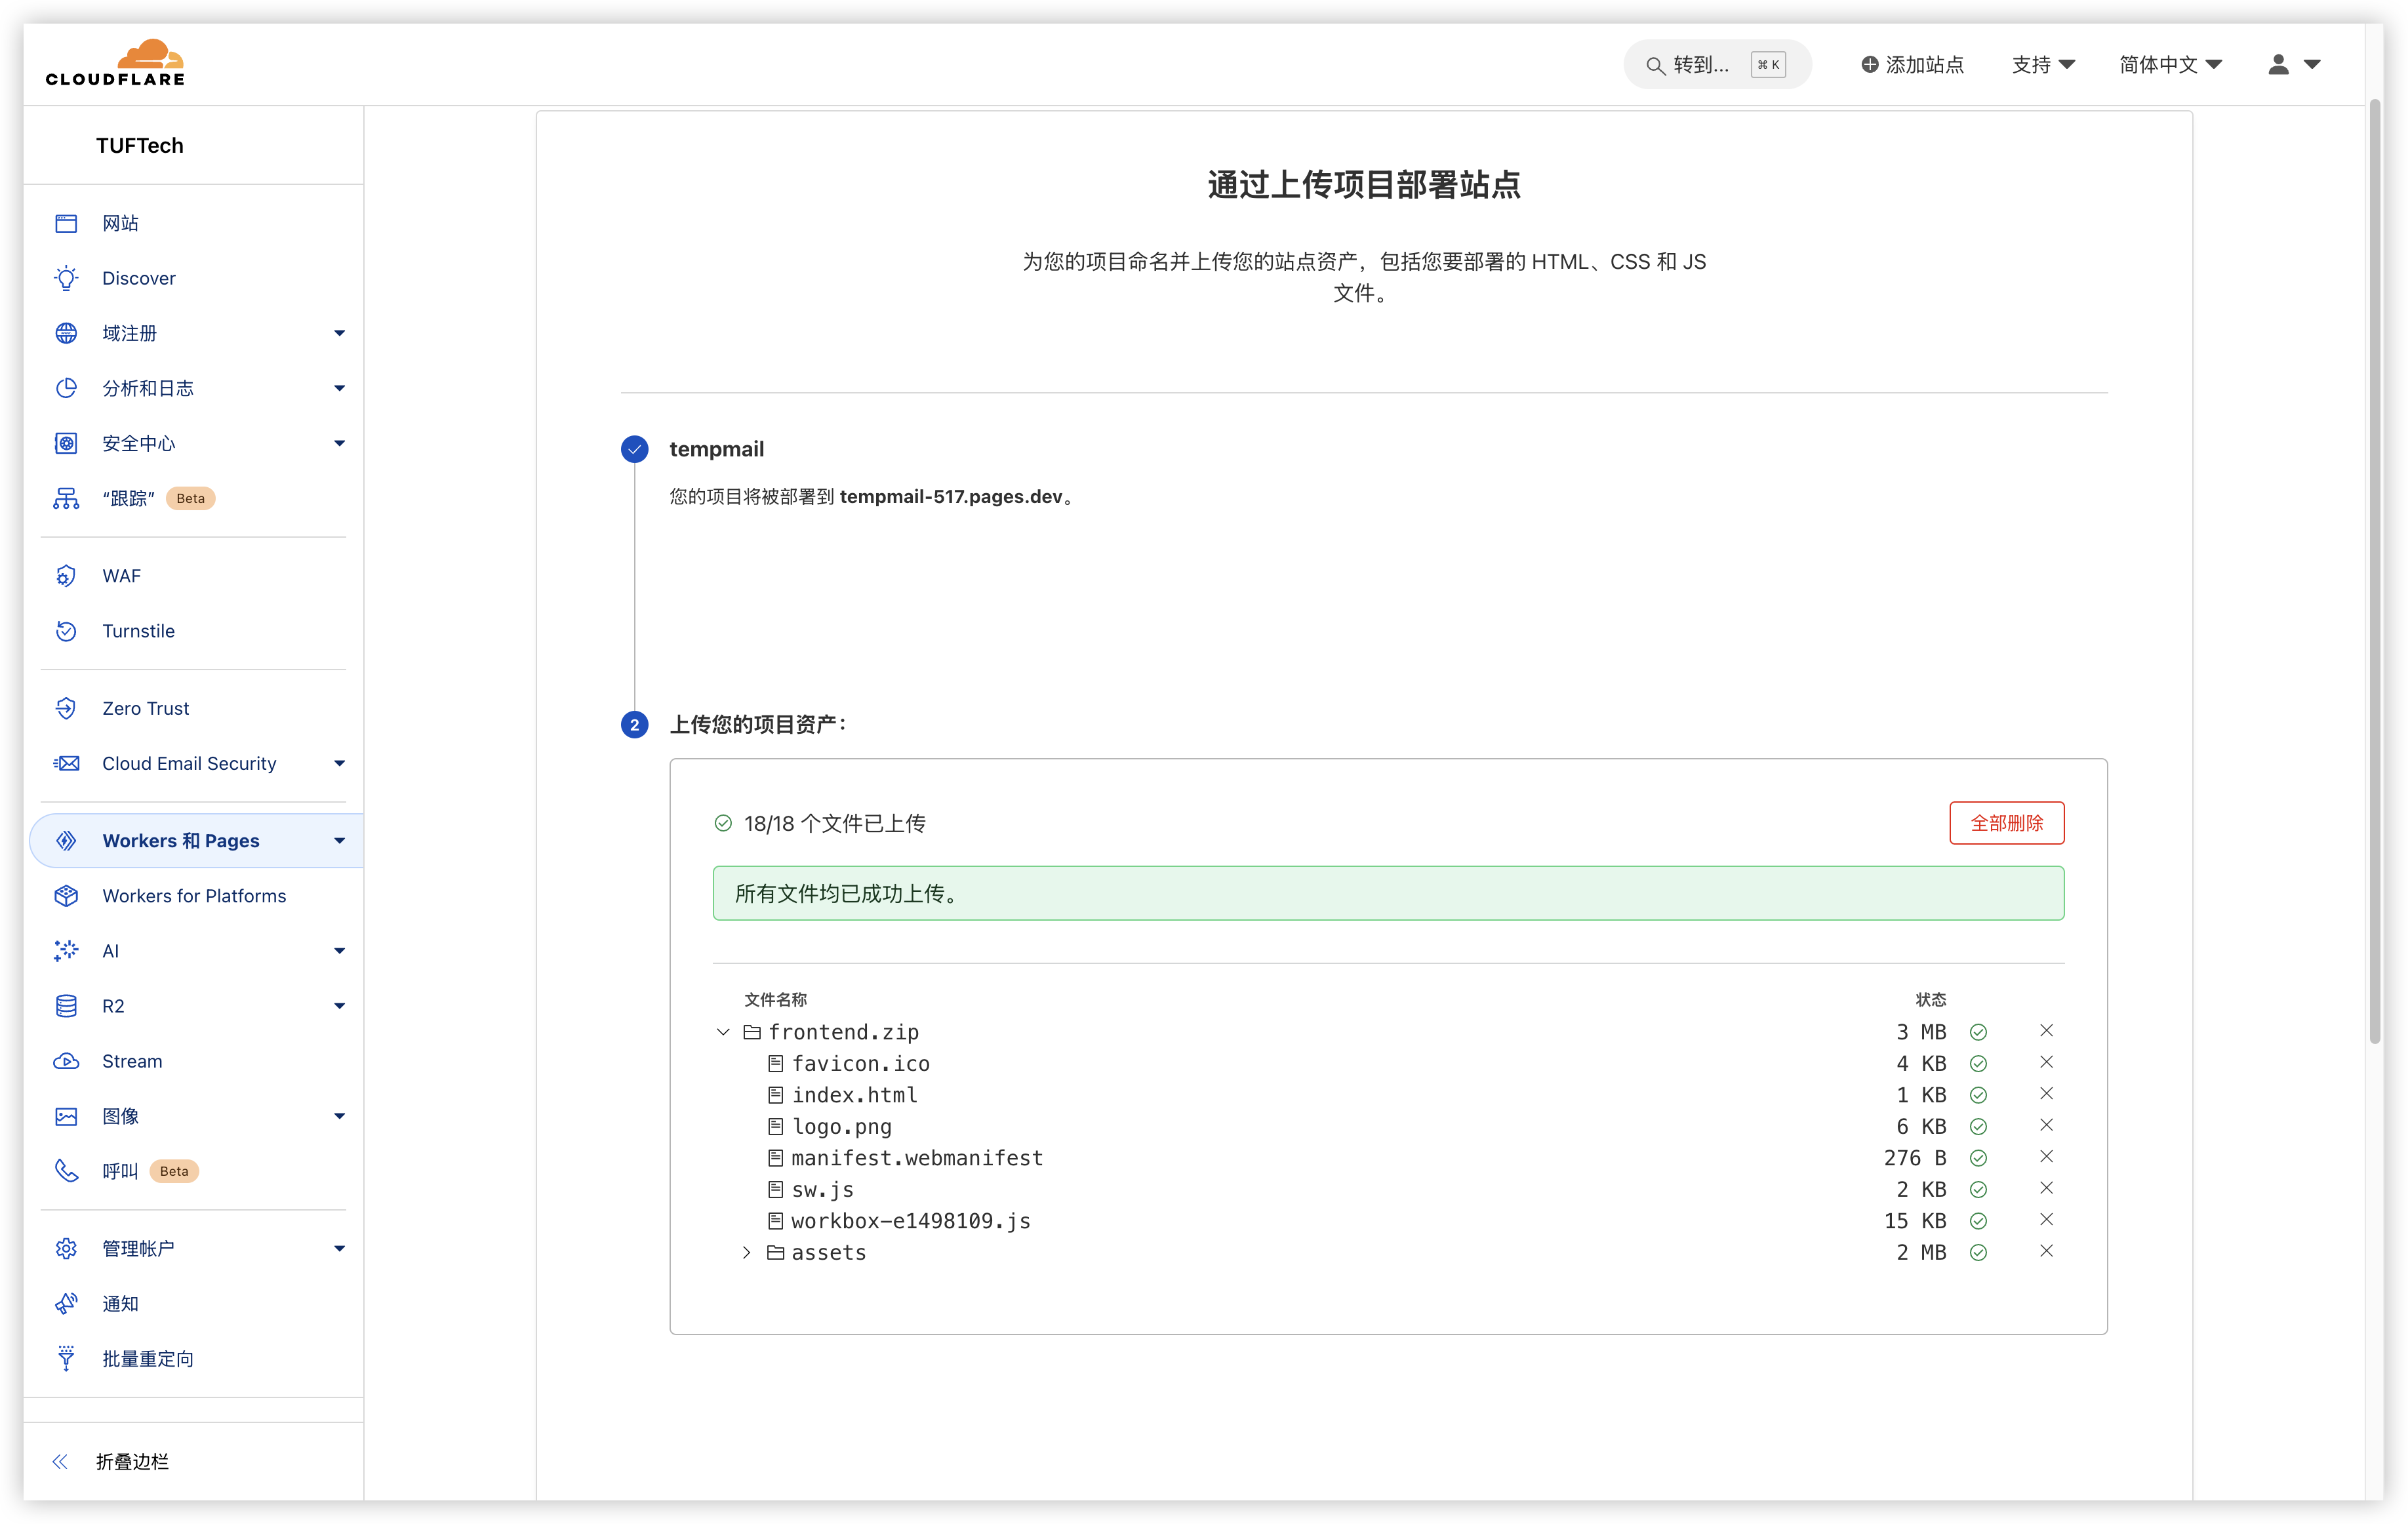 CLOUDFLARE
转到...
⌘ K
添加站点
支持
简体中文
TUFTech
网站
Discover
域注册
分析和日志
安全中心
“跟踪”
Beta
WAF
Turnstile
Zero Trust
Cloud Email Security
Workers 和 Pages
Workers for Platforms
AI
R2
Stream
图像
呼叫
Beta
管理帐户
通知
批量重定向
折叠边栏
通过上传项目部署站点
为您的项目命名并上传您的站点资产，包括您要部署的 HTML、CSS 和 JS
文件。
tempmail
您的项目将被部署到 tempmail-517.pages.dev。
2
上传您的项目资产：
18/18 个文件已上传
全部删除
所有文件均已成功上传。
文件名称 状态
frontend.zip 3 MB
favicon.ico 4 KB
index.html 1 KB
logo.png 6 KB
manifest.webmanifest 276 B
sw.js 2 KB
workbox-e1498109.js 15 KB
assets 2 MB